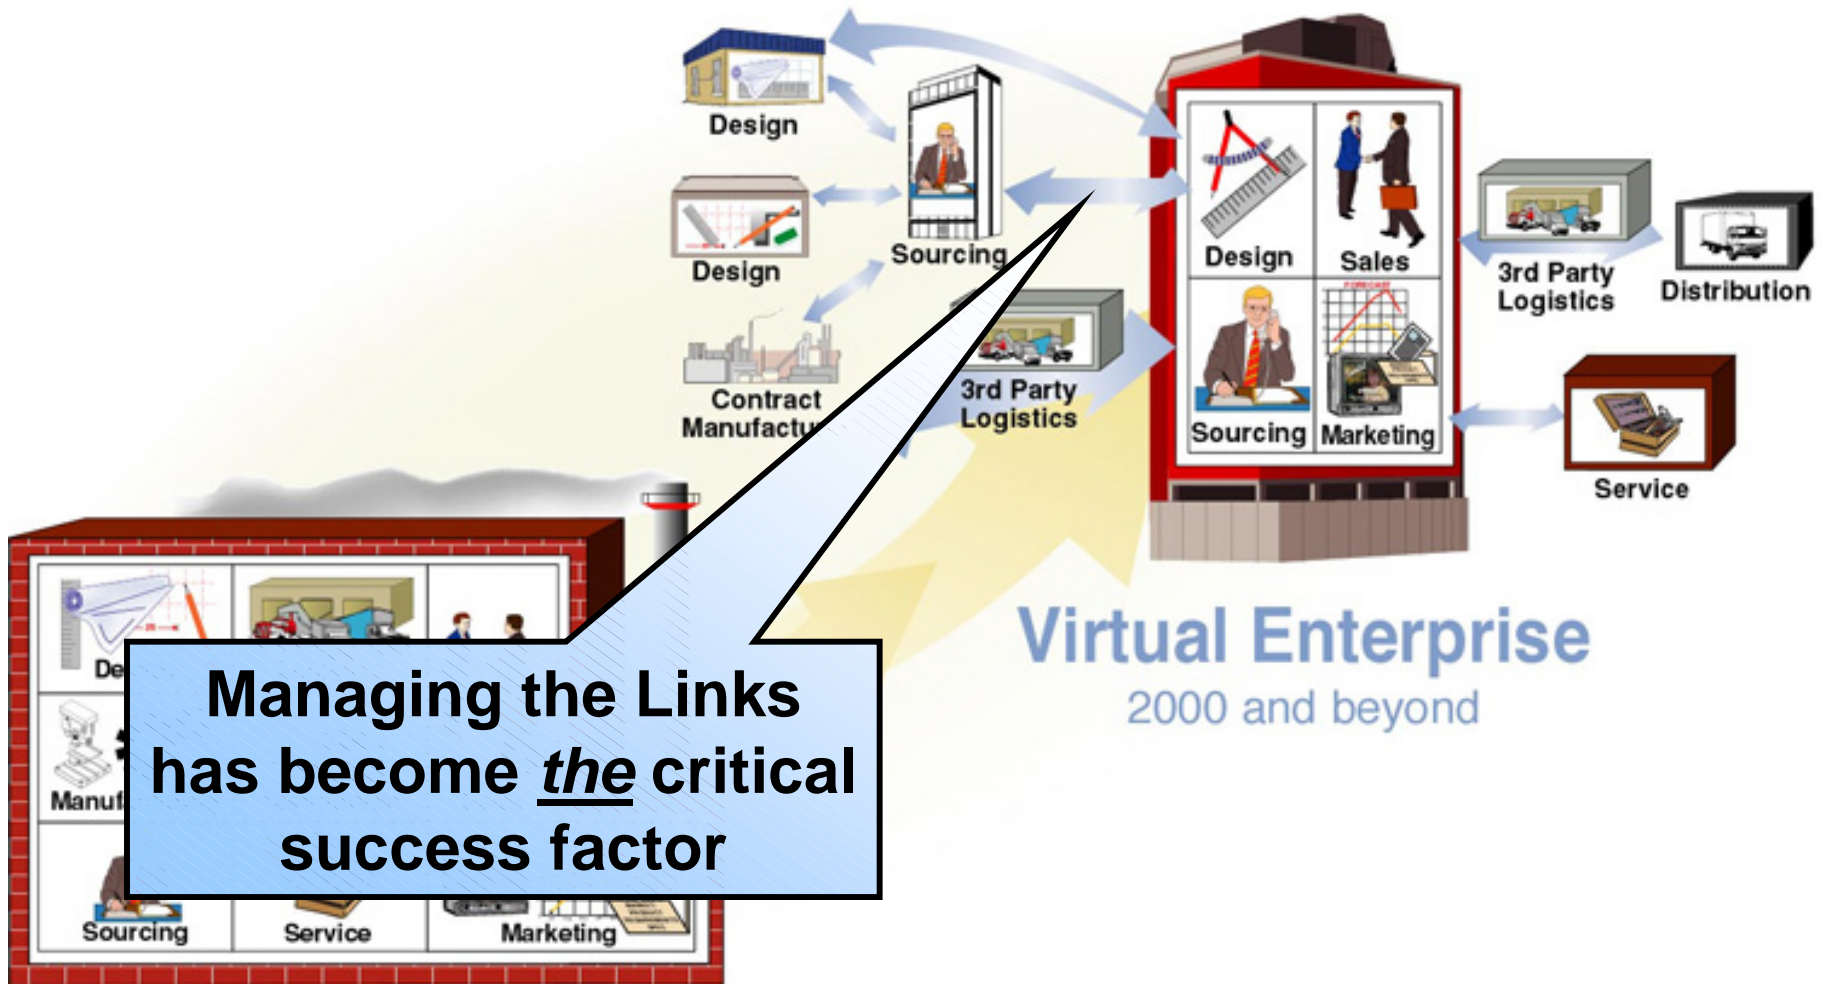 Design
Design
Sourcing
Contract
3rd Party
Logistics
Design
Sales
FORECAST
Sourcing
Marketing
3rd Party
Logistics
Distribution
Service
Virtual Enterprise
2000 and beyond
Managing the Links
has become the critical
success factor
Sourcing
Service
Marketing